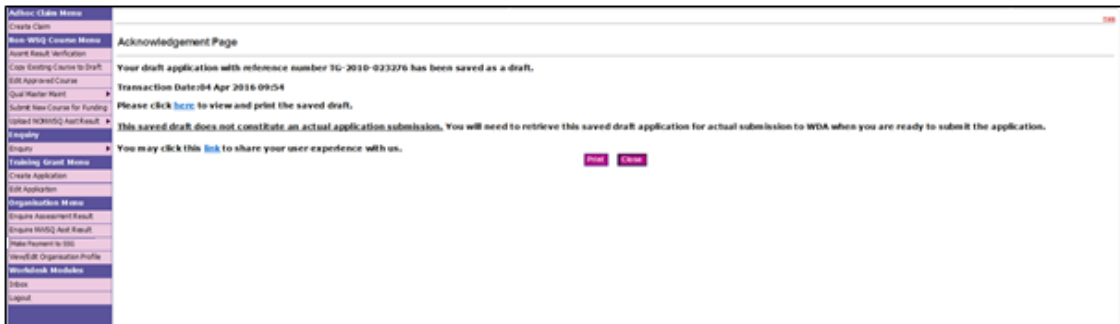 Adhoc Claim Menu
Create Claim
Non-WSQ Course Menu
Asmt Result Verification
Copy Existing Course to Draft
Edit Approved Course
Qual Master Maint
Submit New Course for Funding
Upload NONWSQ Asst Result
Enquiry
Enquiry
Training Grant Menu
Create Application
Edit Application
Organisation Menu
Enquire Assessment Result
Enquire NWSQ Asst Result
Make Payment to SSG
View/Edit Organisation Profile
Workdesk Modules
Inbox
Logout
Acknowledgement Page
Your draft application with reference number TG-2010-023276 has been saved as a draft.
Transaction Date:04 Apr 2016 09:54
Please click here to view and print the saved draft.
This saved draft does not constitute an actual application submission. You will need to retrieve this saved draft application for actual submission to WDA when you are ready to submit the application.
You may click this link to share your user experience with us.
Print Close